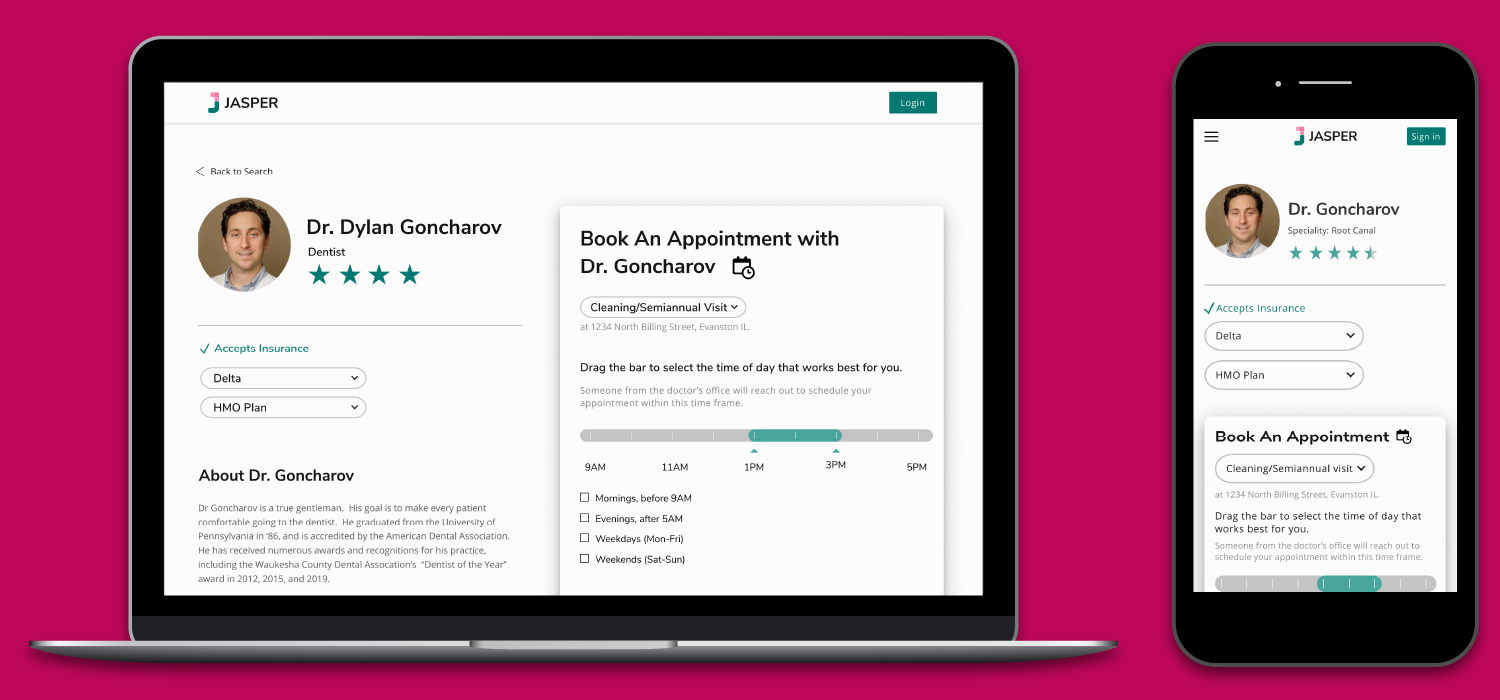 JASPER
Login
Back to Search
Dr. Dylan Goncharov
Dentist
Accepts Insurance
Delta
HMO Plan
About Dr. Goncharov
Dr Goncharov is a true gentleman. His goal is to make every patient
comfortable going to the dentist. He graduated from the University of
Pennsylvania in '86, and is accredited by the American Dental Association.
He has received numerous awards and recognitions for his practice,
including the Waukesha County Dental Assocation's "Dentist of the Year"
award in 2012, 2015, and 2019.
Book An Appointment with
Dr. Goncharov
Cleaning/Semiannual Visit
at 1234 North Billing Street, Evanston IL.
Drag the bar to select the time of day that works best for you.
Someone from the doctor's office will reach out to schedule your
appointment within this time frame.
9AM 11AM 1PM 3PM 5PM
Mornings, before 9AM
Evenings, after 5AM
Weekdays (Mon-Fri)
Weekends (Sat-Sun)
JASPER
Sign in
Dr. Goncharov
Speciality: Root Canal
Accepts Insurance
Delta
HMO Plan
Book An Appointment
Cleaning/Semiannual visit
at 1234 North Billing Street, Evanston IL.
Drag the bar to select the time of day that
works best for you.
Someone from the doctor's office will reach out to
schedule your appointment within this time frame.